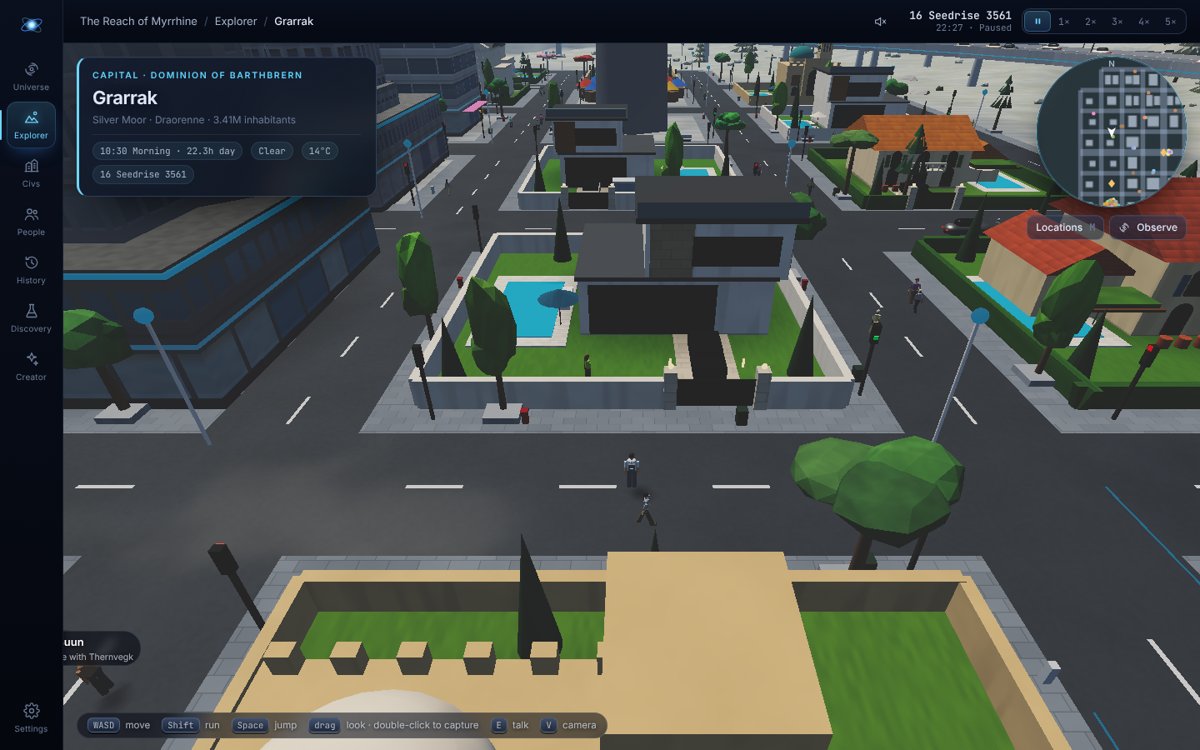 The Reach of Myrrhine / Explorer / Grarrak
16 Seedrise 3561
22:27 · Paused
1× 2× 3× 4× 5×
Universe
Explorer
Civs
People
History
Discovery
Creator
Settings
CAPITAL · DOMINION OF BARTHBRERN
Grarrak
Silver Moor · Draorenne · 3.41M inhabitants
10:30 Morning · 22.3h day
Clear
14°C
16 Seedrise 3561
N
Locations M
Observe
uun
e with Thernvegk
WASD move Shift run Space jump drag look · double-click to capture E talk V camera